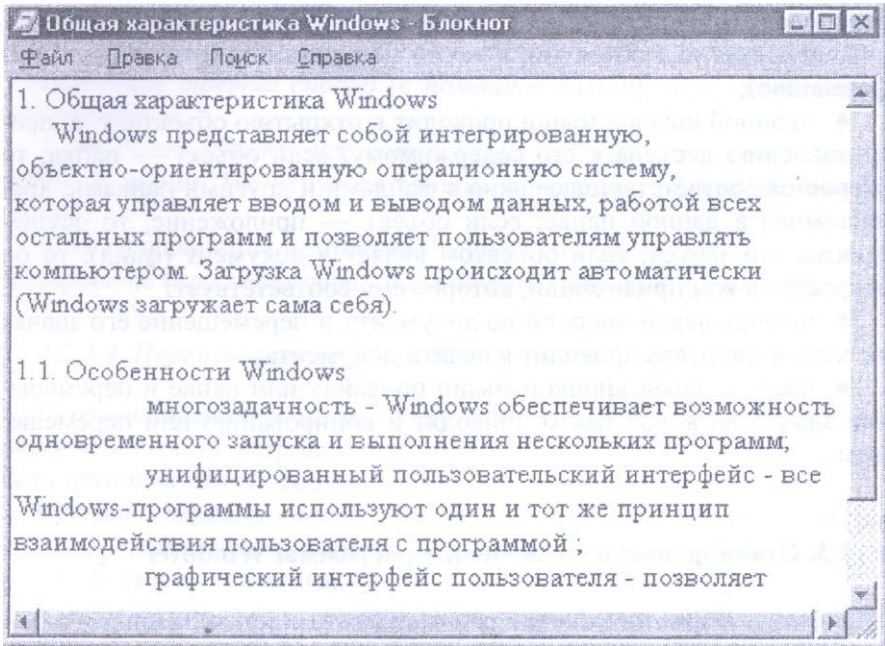 Общая характеристика Windows - Блокнот
Файл Правка Поиск Справка
1. Общая характеристика Windows
Windows представляет собой интегрированную,
объектно-ориентированную операционную систему,
которая управляет вводом и выводом данных, работой всех
остальных программ и позволяет пользователям управлять
компьютером. Загрузка Windows происходит автоматически
(Windows загружает сама себя).
1.1. Особенности Windows
многозадачность - Windows обеспечивает возможность
одновременного запуска и выполнения нескольких программ;
унифицированный пользовательский интерфейс - все
Windows-программы используют один и тот же принцип
взаимодействия пользователя с программой ;
графический интерфейс пользователя - позволяет